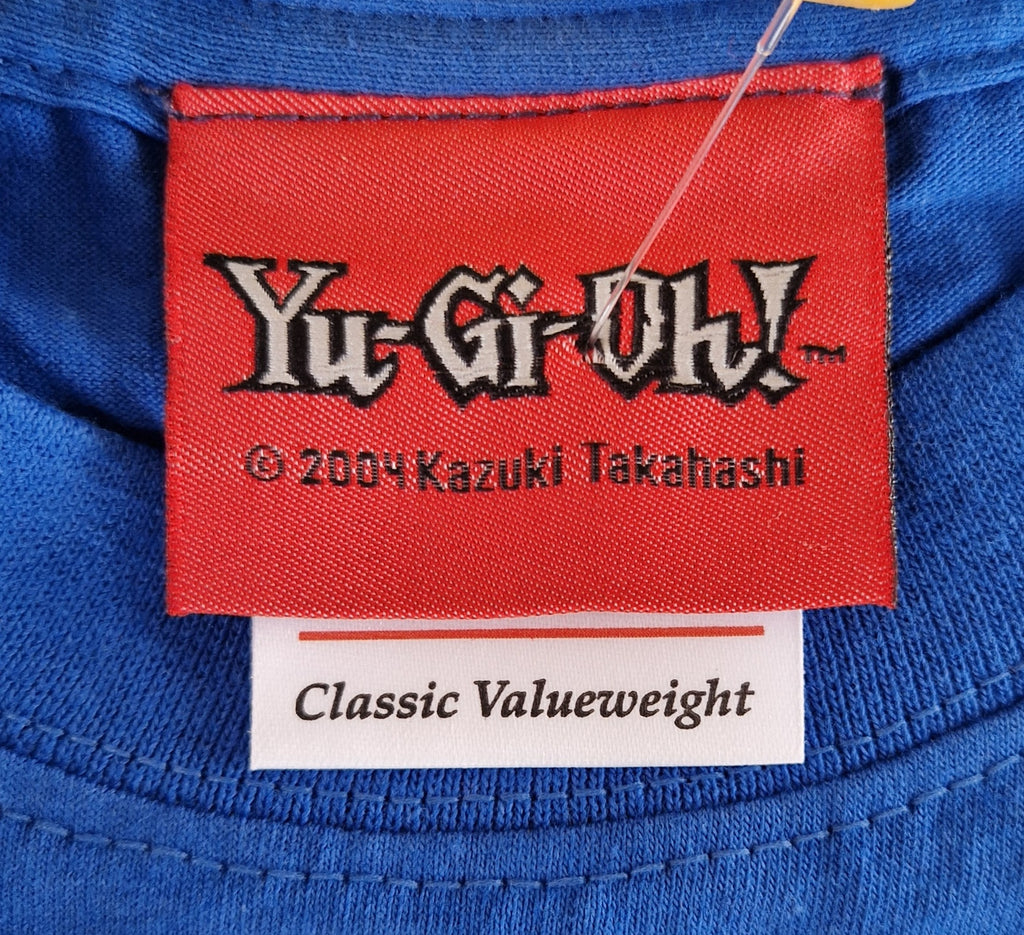 Yu-Gi-Oh!™
© 2004 Kazuki Takahashi
Classic Valueweight